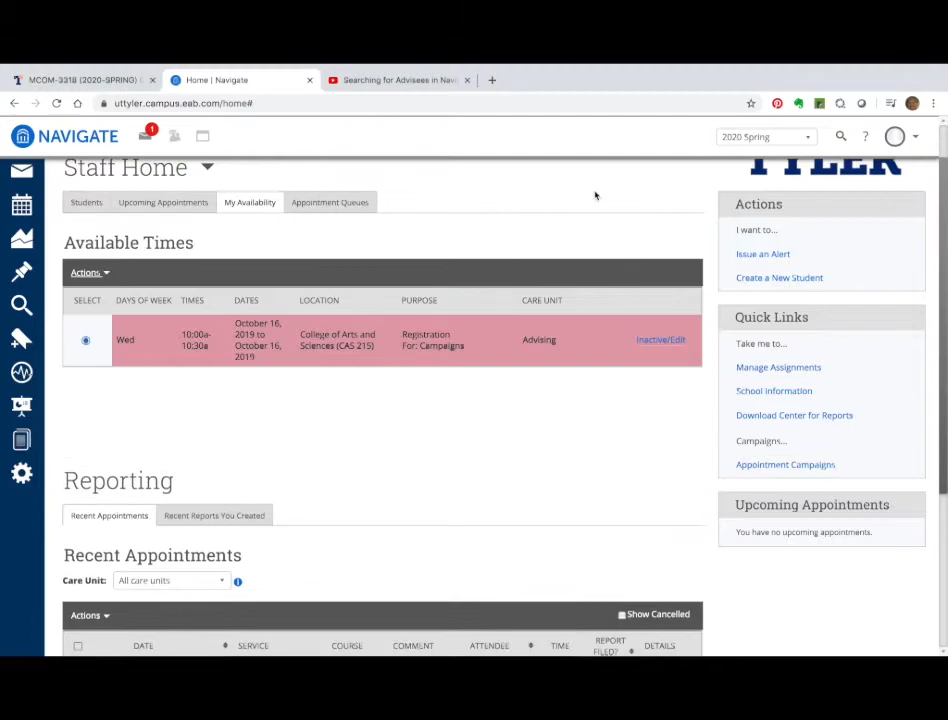 MCOM-3318 (2020-SPRING)
Home | Navigate
Searching for Advisees in Nav
uttyler.campus.eab.com/home#
NAVIGATE
1
2020 Spring
?
Staff Home
TYLER
Students
Upcoming Appointments
My Availability
Appointment Queues
Available Times
Actions
SELECT DAYS OF WEEK TIMES DATES LOCATION PURPOSE CARE UNIT
Wed
10:00a-
10:30a
October 16,
2019 to
October 16,
2019
College of Arts and
Sciences (CAS 215)
Registration
For: Campaigns
Advising
Inactive/Edit
Reporting
Recent Appointments
Recent Reports You Created
Recent Appointments
Care Unit: All care units
Actions
Show Cancelled
DATE SERVICE COURSE COMMENT ATTENDEE TIME REPORT FILED? DETAILS
Actions
I want to...
Issue an Alert
Create a New Student
Quick Links
Take me to...
Manage Assignments
School Information
Download Center for Reports
Campaigns...
Appointment Campaigns
Upcoming Appointments
You have no upcoming appointments.